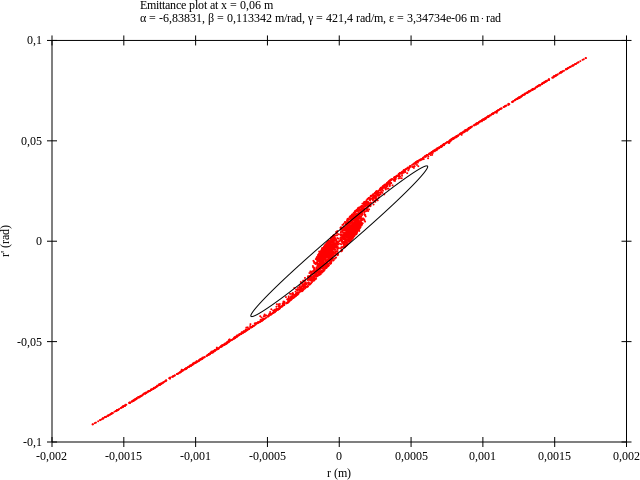 Emittance plot at x = 0,06 m
α = -6,83831, β = 0,113342 m/rad, γ = 421,4 rad/m, ε = 3,34734e-06 m·rad
0,1
0,05
0
-0,05
-0,1
r' (rad)
-0,002 -0,0015 -0,001 -0,0005 0 0,0005 0,001 0,0015 0,002
r (m)